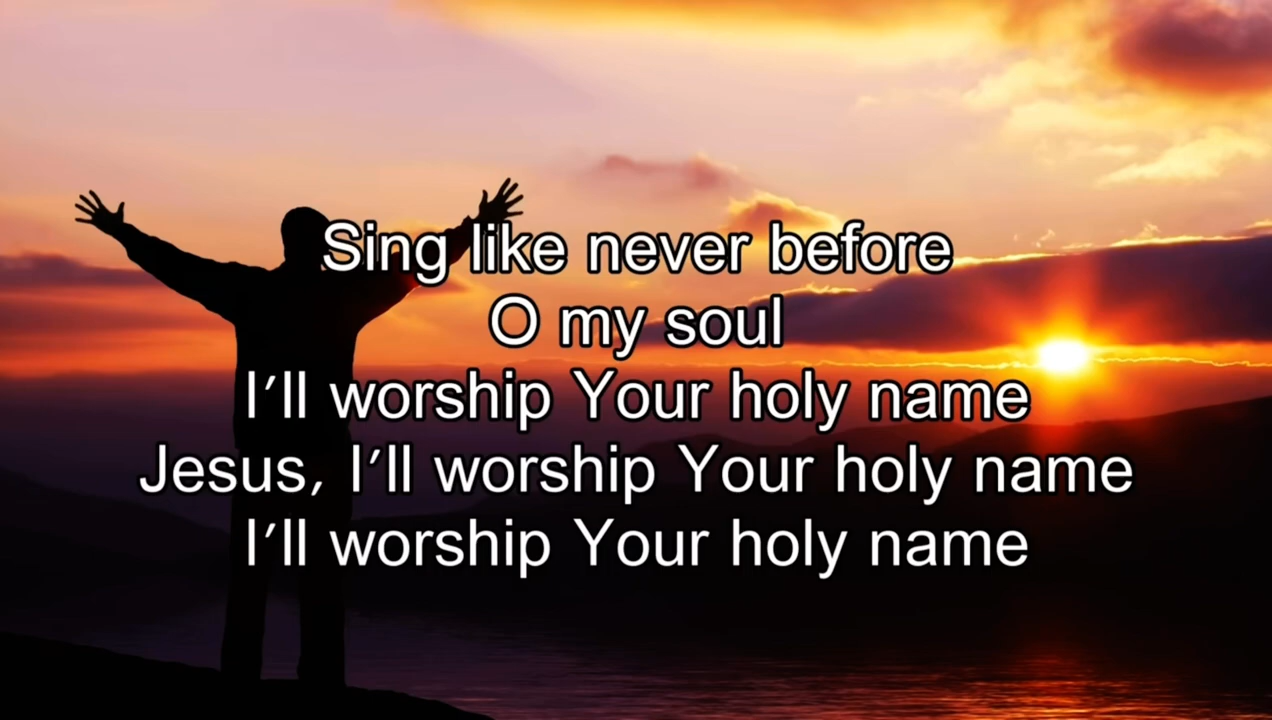 Sing like never before
O my soul
I'll worship Your holy name
Jesus, I'll worship Your holy name
I'll worship Your holy name